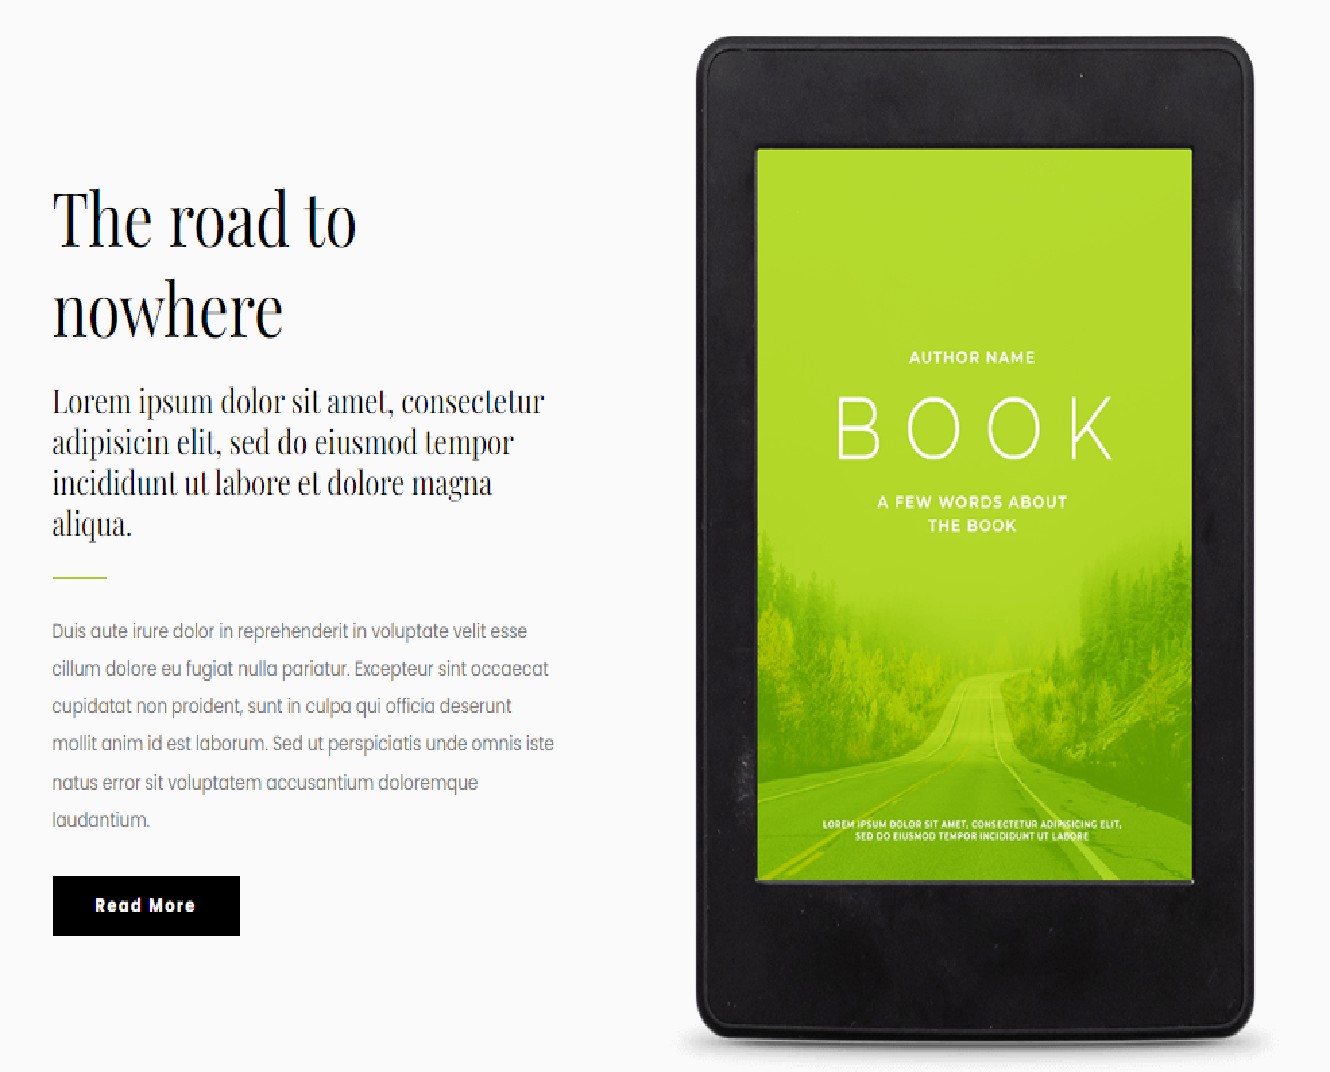 The road to
nowhere
Lorem ipsum dolor sit amet, consectetur
adipisicin elit, sed do eiusmod tempor
incididunt ut labore et dolore magna
aliqua.
Duis aute irure dolor in reprehenderit in voluptate velit esse
cillum dolore eu fugiat nulla pariatur. Excepteur sint occaecat
cupidatat non proident, sunt in culpa qui officia deserunt
mollit anim id est laborum. Sed ut perspiciatis unde omnis iste
natus error sit voluptatem accusantium doloremque
laudantium.
Read More
AUTHOR NAME
BOOK
A FEW WORDS ABOUT
THE BOOK
LOREM IPSUM DOLOR SIT AMET, CONSECTETUR ADIPISICING ELIT,
SED DO EIUSMOD TEMPOR INCIDIDUNT UT LABORE